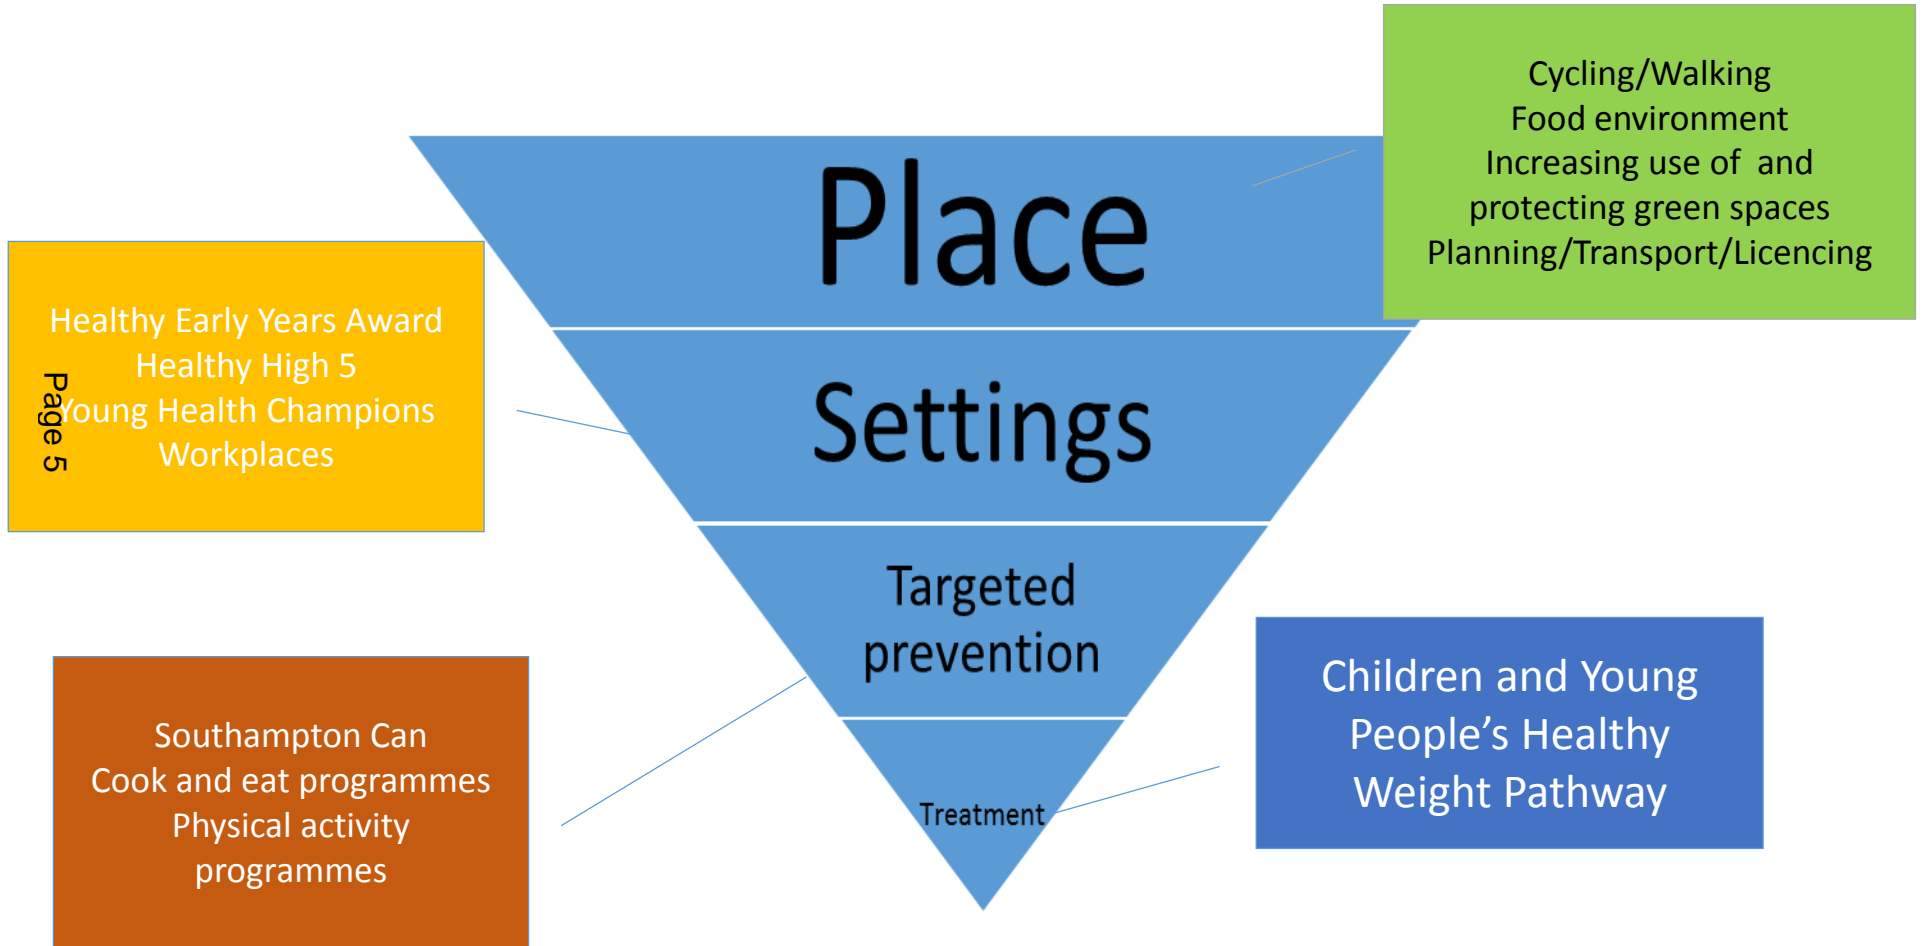 Cycling/Walking
Food environment
Increasing use of and
protecting green spaces
Planning/Transport/Licencing
Place
Healthy Early Years Award
Healthy High 5
Young Health Champions
Workplaces
Page 5
Settings
Targeted
prevention
Southampton Can
Cook and eat programmes
Physical activity
programmes
Children and Young
People’s Healthy
Weight Pathway
Treatment